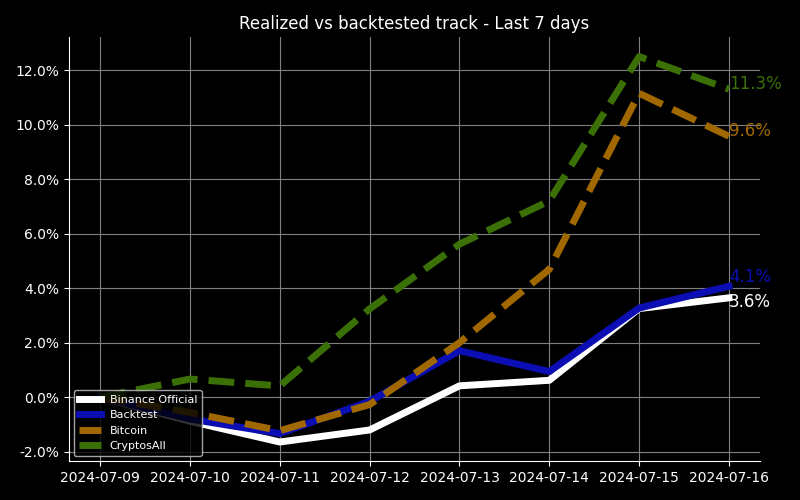 Realized vs backtested track - Last 7 days
12.0%
10.0%
8.0%
6.0%
4.0%
2.0%
0.0%
-2.0%
11.3%
9.6%
4.1%
3.6%
Binance Official
Backtest
Bitcoin
CryptosAll
2024-07-09 2024-07-10 2024-07-11 2024-07-12 2024-07-13 2024-07-14 2024-07-15 2024-07-16